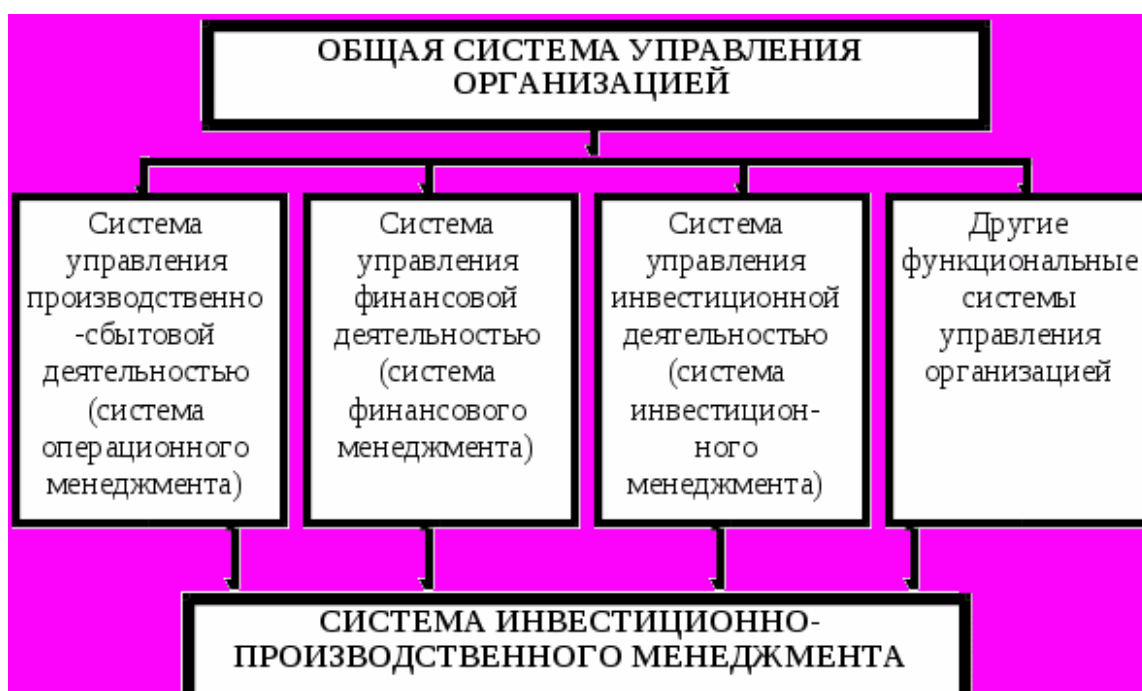 ОБЩАЯ СИСТЕМА УПРАВЛЕНИЯ
ОРГАНИЗАЦИЕЙ
Система
управления
производственно
-сбытовой
деятельностью
(система
операционного
менеджмента)
Система
управления
финансовой
деятельностью
(система
финансового
менеджмента)
Система
управления
инвестиционной
деятельностью
(система
инвестицион-
ного
менеджмента)
Другие
функциональные
системы
управления
организацией
СИСТЕМА ИНВЕСТИЦИОННО-
ПРОИЗВОДСТВЕННОГО МЕНЕДЖМЕНТА